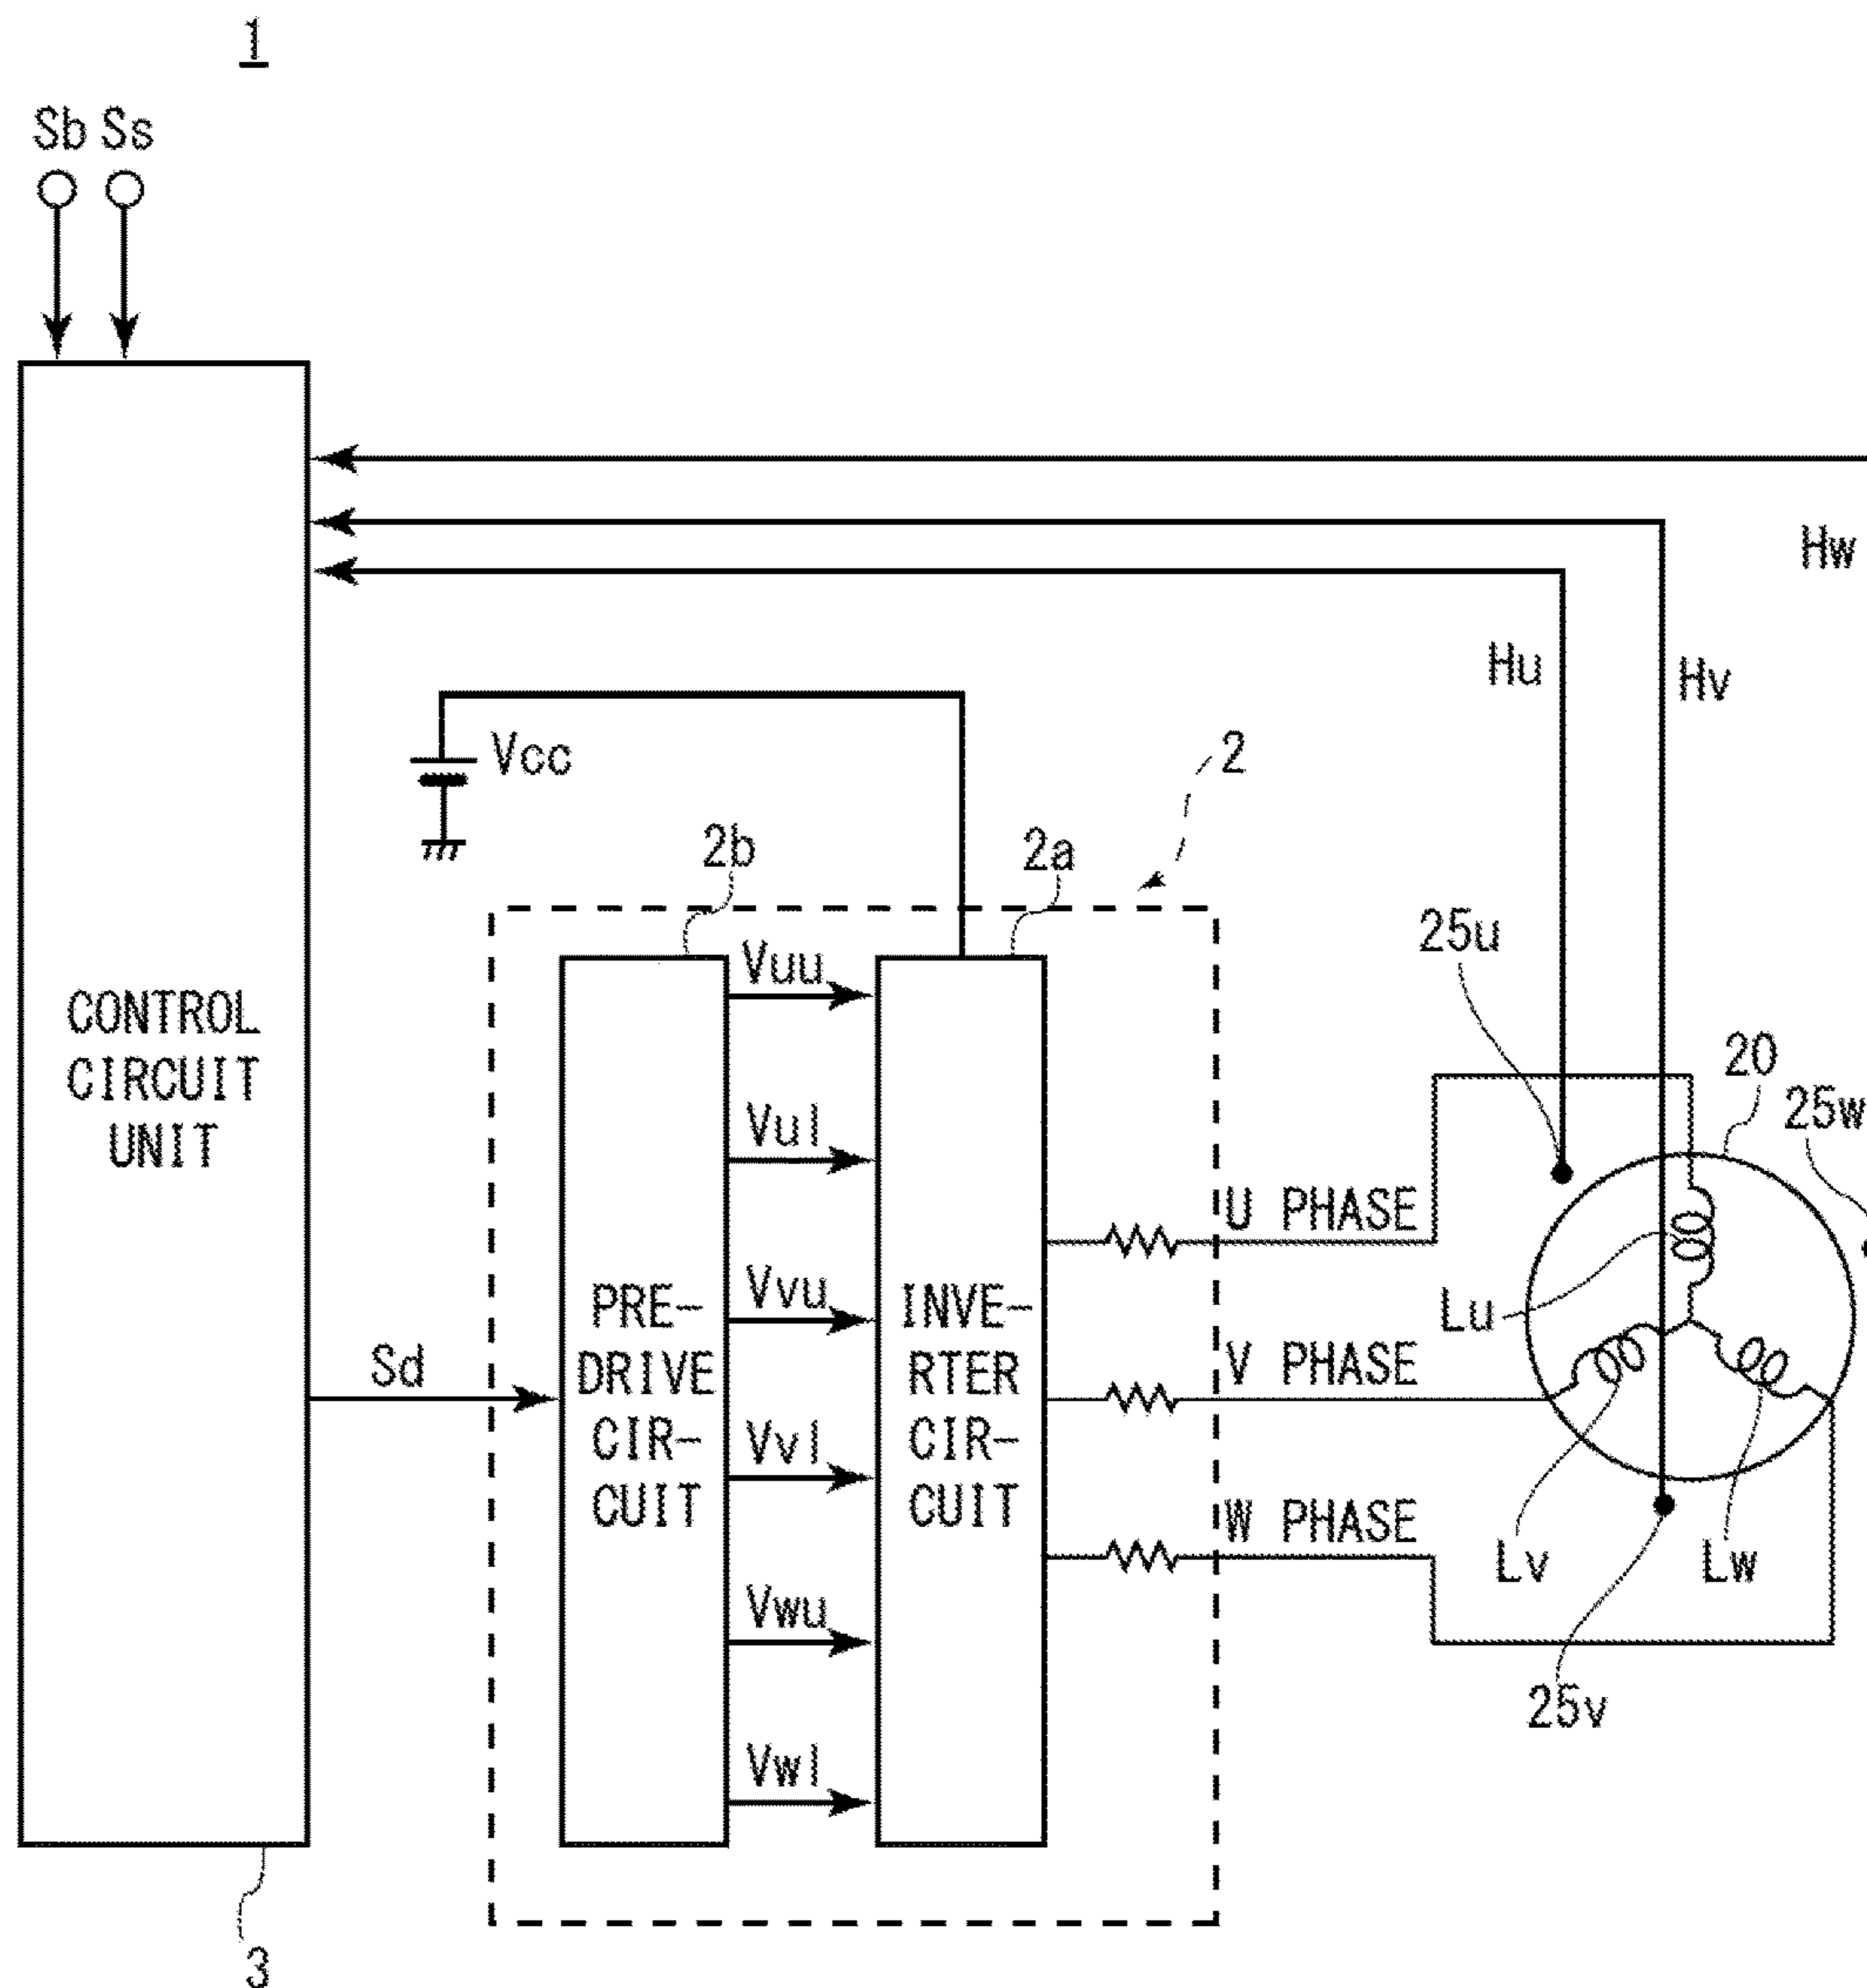 1
Sb Ss
Hw
Hu
Hv
Vcc
2
2b
2a
25u
Vuu
CONTROL
CIRCUIT
UNIT
20
25w
Vul
U PHASE
PRE-
DRIVE
CIR-
CUIT
Vvu
INVE-
RTER
CIR-
CUIT
Lu
Sd
V PHASE
Vvl
W PHASE
Lv
Lw
Vwu
25v
Vwl
3